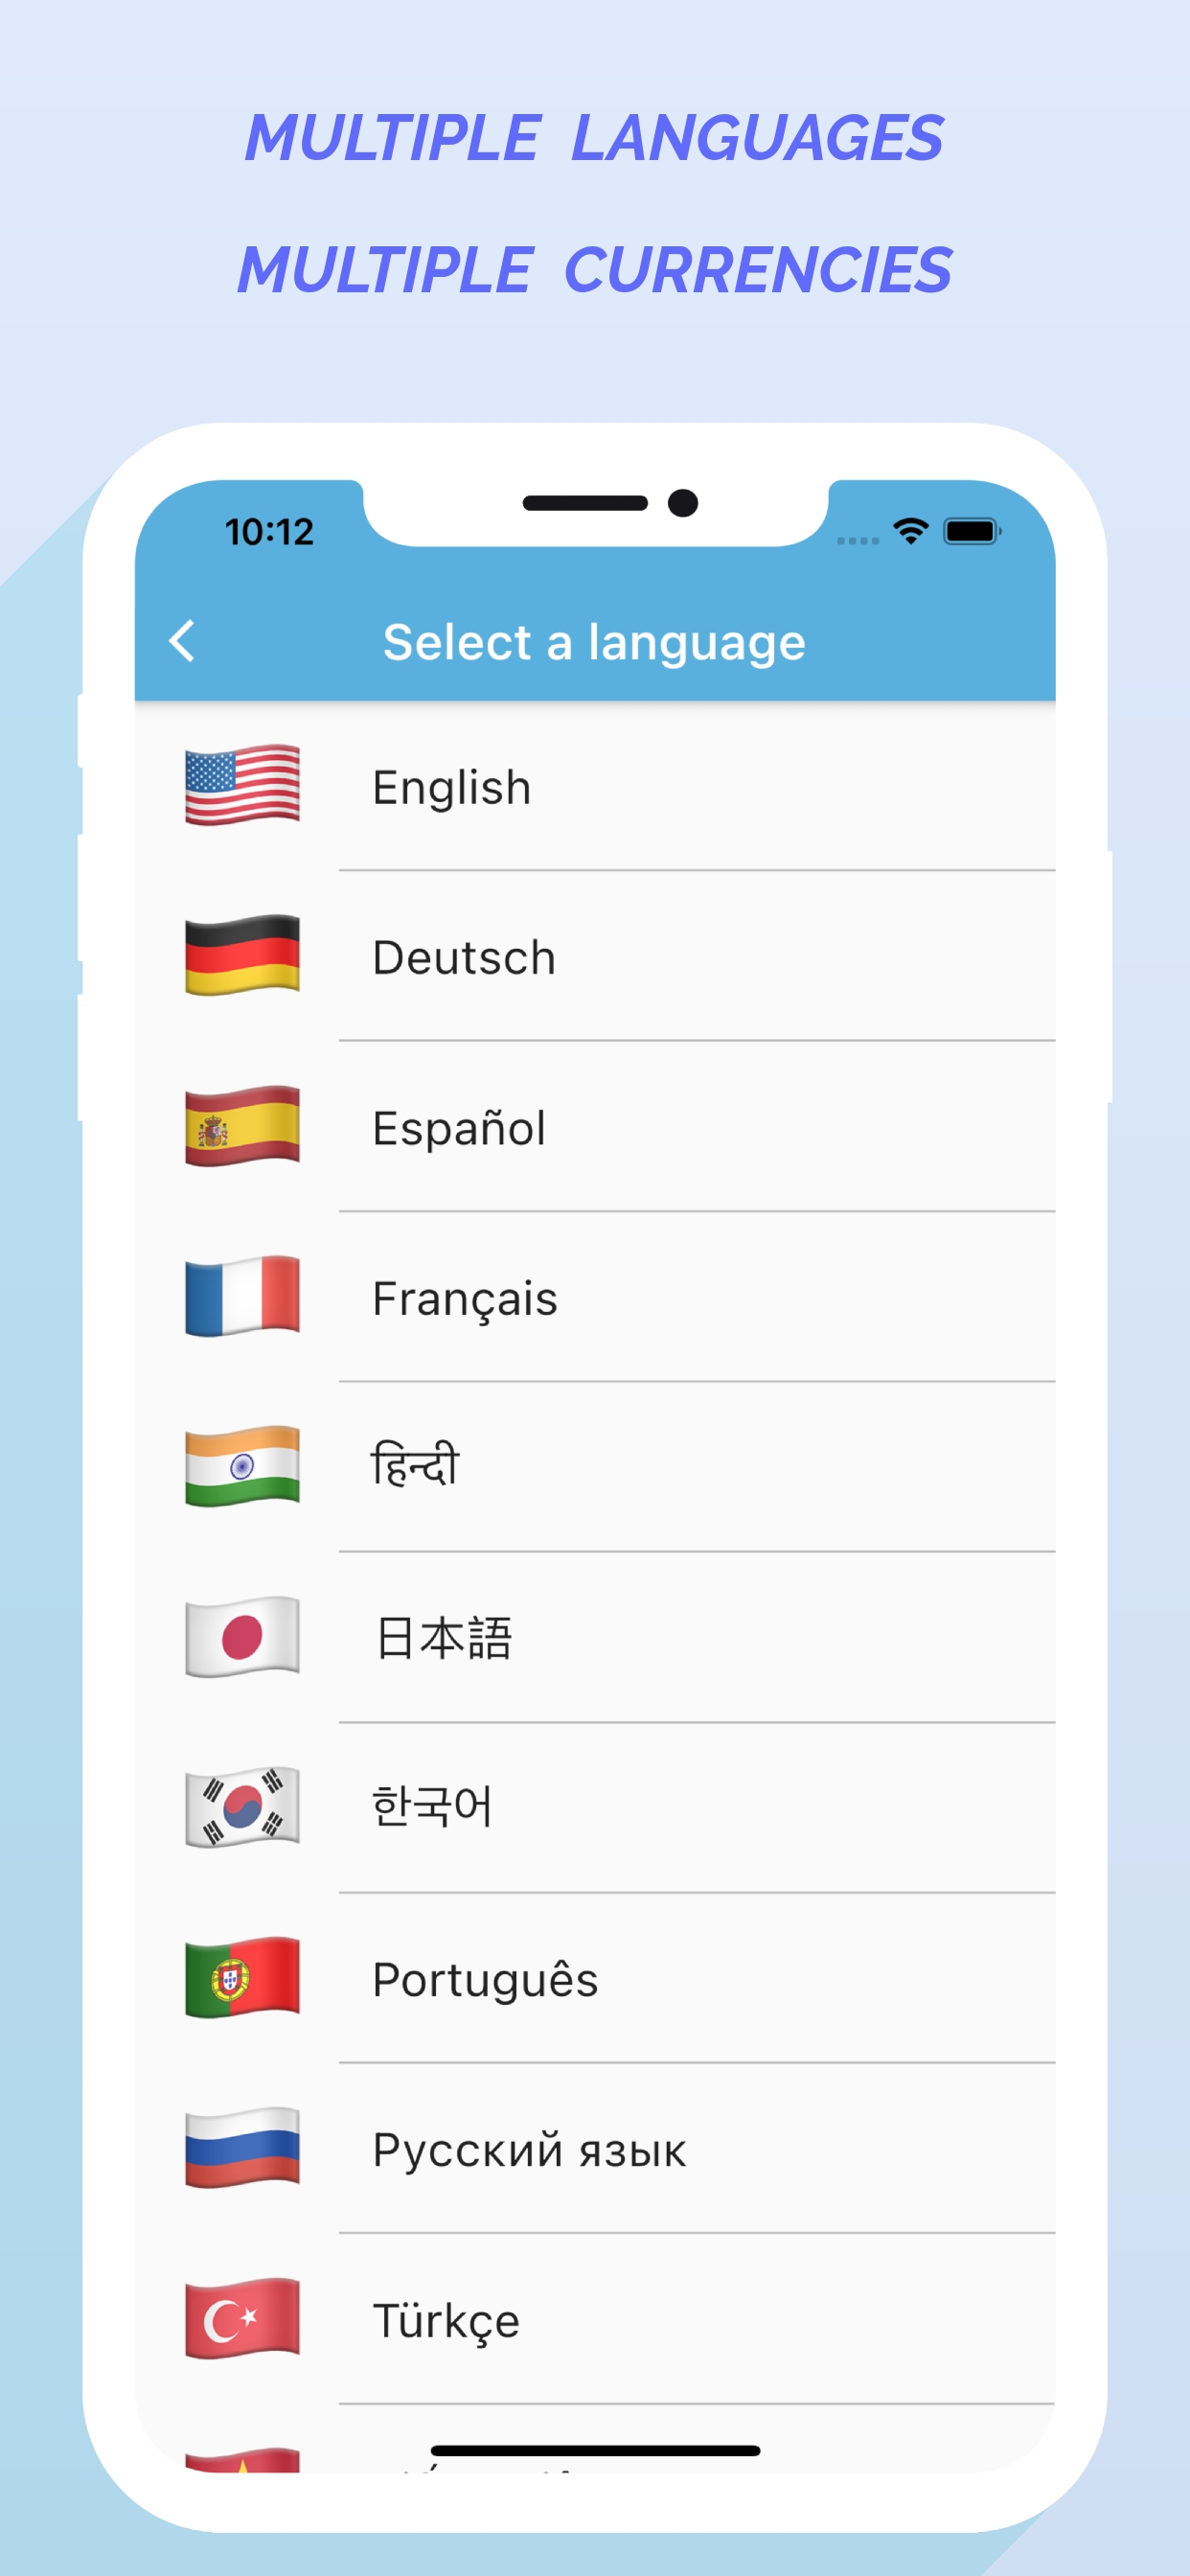 MULTIPLE LANGUAGES
MULTIPLE CURRENCIES
10:12
Select a language
English
Deutsch
Español
Français
हिन्दी
日本語
한국어
Português
Русский язык
Türkçe